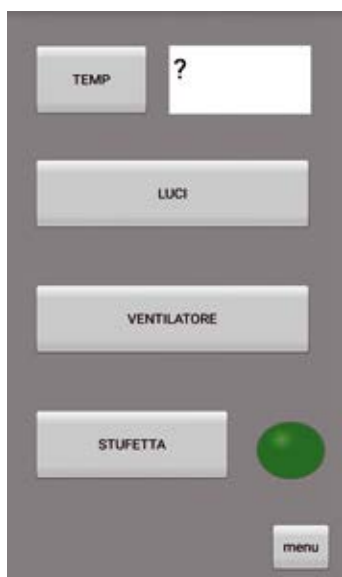 TEMP
?
LUCI
VENTILATORE
STUFETTA
menu